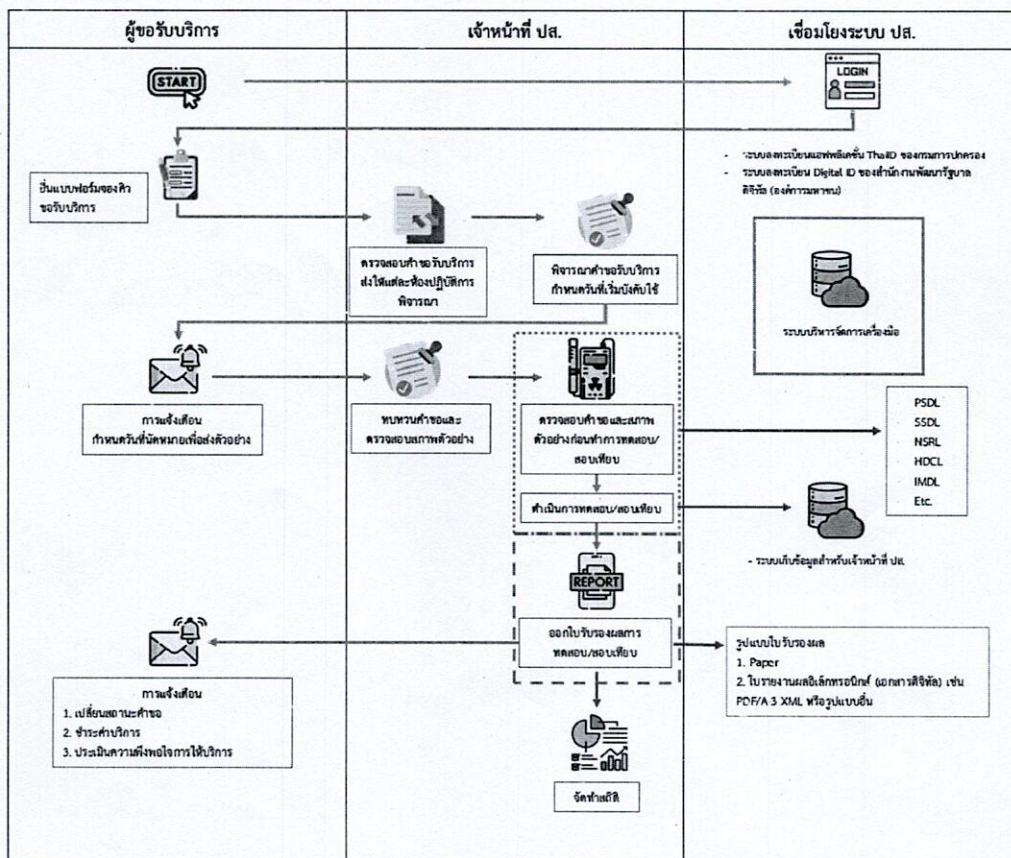 ผู้ขอรับบริการ
เจ้าหน้าที่ ปส.
เชื่อมโยงระบบ ปส.
START
LOGIN
ยื่นแบบฟอร์มจองคิว
ขอรับบริการ
- ระบบลงทะเบียนแอพพลิเคชั่น ThaiID ของกรมการปกครอง
- ระบบลงทะเบียน Digital ID ของสำนักงานพัฒนารัฐบาล
ดิจิทัล (องค์การมหาชน)
ตรวจสอบคำขอรับบริการ
ส่งให้แต่ละห้องปฏิบัติการ
พิจารณา
พิจารณาคำขอรับบริการ
กำหนดวันที่เริ่มบังคับใช้
ระบบบริหารจัดการเครื่องมือ
การแจ้งเตือน
กำหนดวันที่นัดหมายเพื่อส่งตัวอย่าง
ทบทวนคำขอและ
ตรวจสอบสภาพตัวอย่าง
ตรวจสอบคำขอและสภาพ
ตัวอย่างก่อนทำการทดสอบ/
สอบเทียบ
PSDL
SSDL
NSRL
HDCL
IMDL
Etc.
ดำเนินการทดสอบ/สอบเทียบ
- ระบบเก็บข้อมูลสำหรับเจ้าหน้าที่ ปส.
REPORT
ออกใบรับรองผลการ
ทดสอบ/สอบเทียบ
รูปแบบใบรับรองผล
1. Paper
2. ใบรายงานผลอิเล็กทรอนิกส์ (เอกสารดิจิทัล) เช่น
PDF/A-3 XML หรือรูปแบบอื่น
การแจ้งเตือน
1. เปลี่ยนสถานะคำขอ
2. ชำระค่าบริการ
3. ประเมินความพึงพอใจการให้บริการ
จัดทำสถิติ